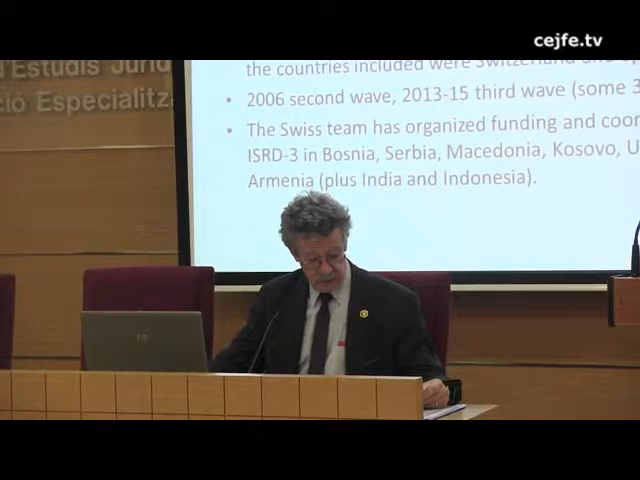 cejfe.tv
Estudis Juríd
ció Especialitz
the countries included were Switzerland and
• 2006 second wave, 2013-15 third wave (some 3
• The Swiss team has organized funding and coor
ISRD-3 in Bosnia, Serbia, Macedonia, Kosovo, U
Armenia (plus India and Indonesia).
hp